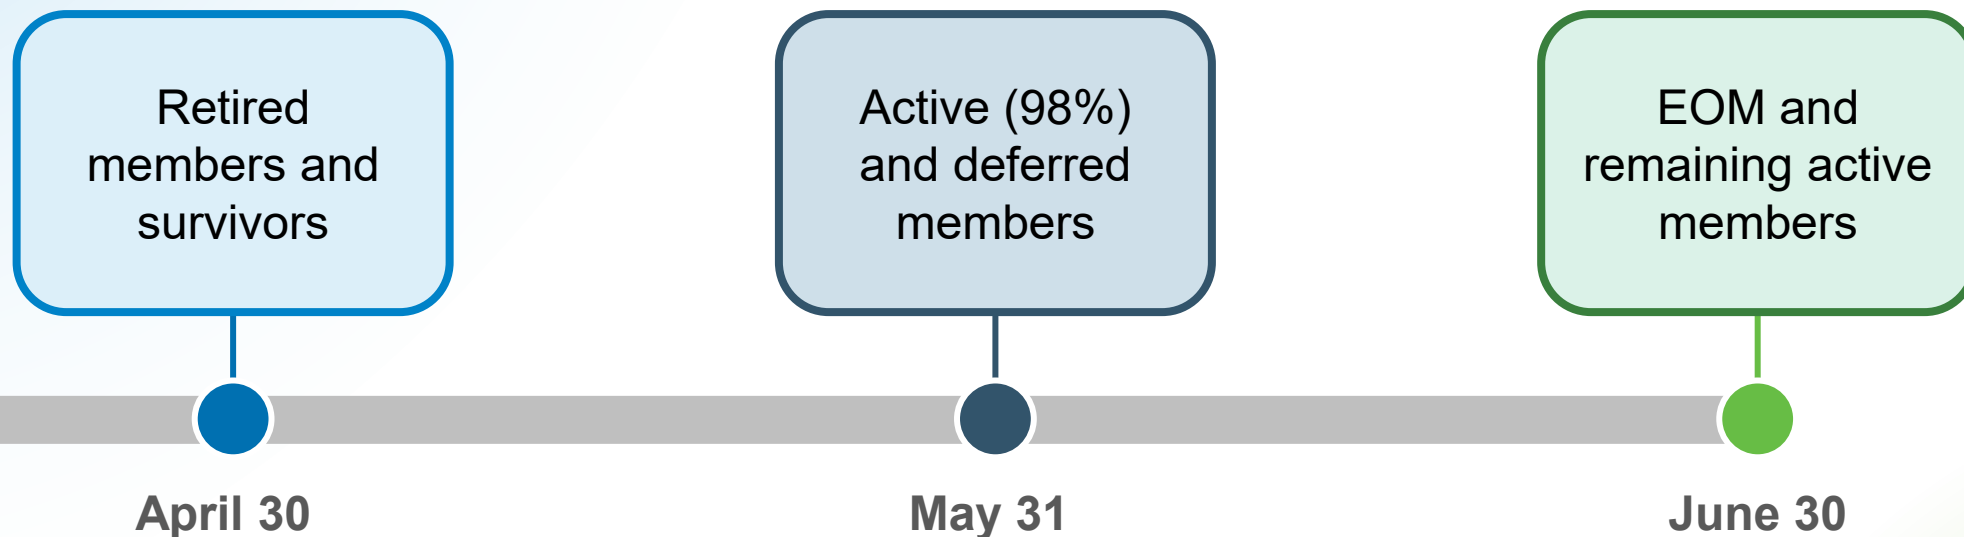 Retired
members and
survivors
Active (98%)
and deferred
members
EOM and
remaining active
members
April 30
May 31
June 30